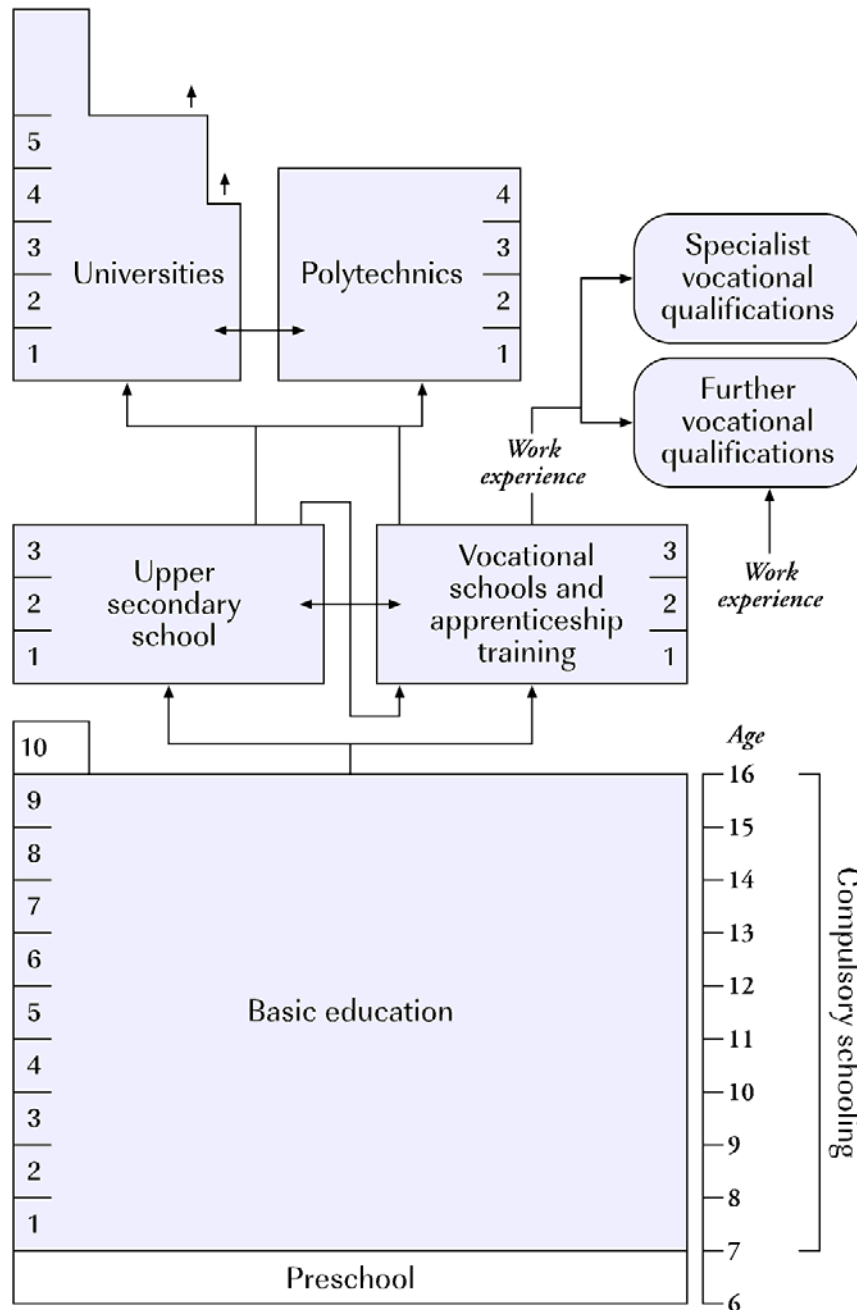 5
4
3
2
1
Universities
Polytechnics
4
3
2
1
Specialist
vocational
qualifications
Further
vocational
qualifications
Work
experience
Work
experience
3
2
1
Upper
secondary
school
Vocational
schools and
apprenticeship
training
3
2
1
10
9
8
7
6
5
4
3
2
1
Basic education
Preschool
Age
16
15
14
13
12
11
10
9
8
7
6
Compulsory schooling